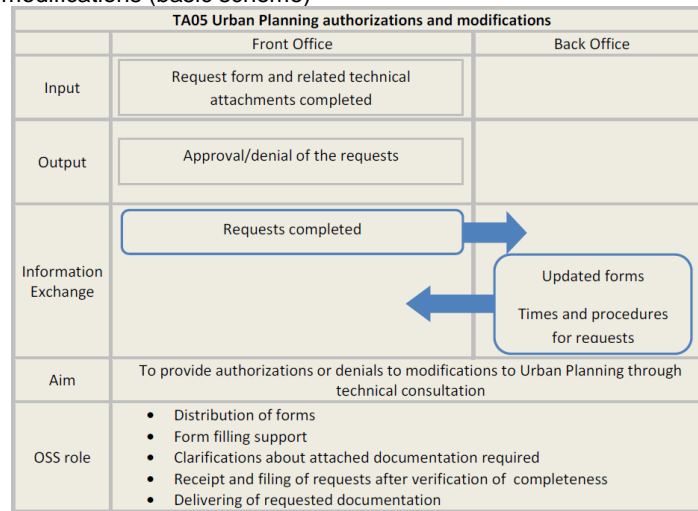 modifications (basic scheme)
TA05 Urban Planning authorizations and modifications
Front Office
Back Office
Input
Request form and related technical
attachments completed
Output
Approval/denial of the requests
Information
Exchange
Requests completed
Updated forms
Times and procedures
for requests
Aim
To provide authorizations or denials to modifications to Urban Planning through
technical consultation
OSS role
• Distribution of forms
• Form filling support
• Clarifications about attached documentation required
• Receipt and filing of requests after verification of completeness
• Delivering of requested documentation